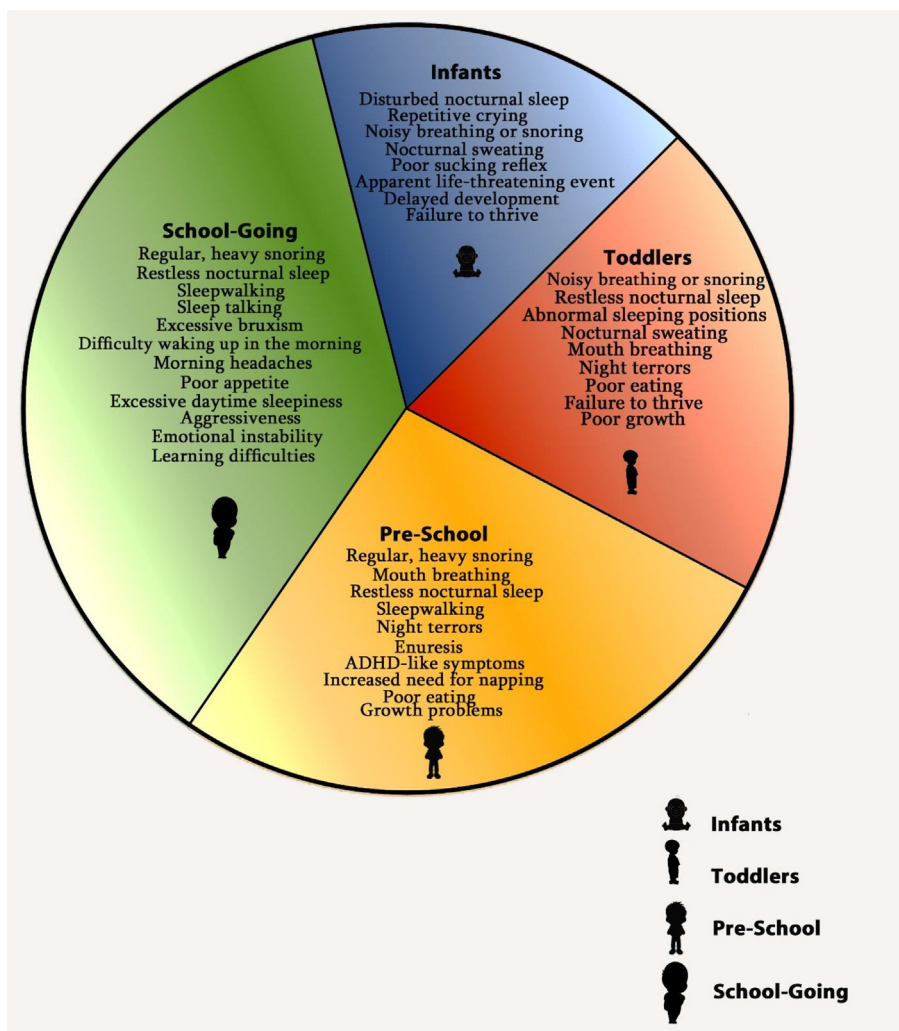 Infants
Disturbed nocturnal sleep
Repetitive crying
Noisy breathing or snoring
Nocturnal sweating
Poor sucking reflex
Apparent life-threatening event
Delayed development
Failure to thrive
Toddlers
Noisy breathing or snoring
Restless nocturnal sleep
Abnormal sleeping positions
Nocturnal sweating
Mouth breathing
Night terrors
Poor eating
Failure to thrive
Poor growth
Pre-School
Regular, heavy snoring
Mouth breathing
Restless nocturnal sleep
Sleepwalking
Night terrors
Enuresis
ADHD-like symptoms
Increased need for napping
Poor eating
Growth problems
School-Going
Regular, heavy snoring
Restless nocturnal sleep
Sleepwalking
Sleep talking
Excessive bruxism
Difficulty waking up in the morning
Morning headaches
Poor appetite
Excessive daytime sleepiness
Aggressiveness
Emotional instability
Learning difficulties
Infants
Toddlers
Pre-School
School-Going